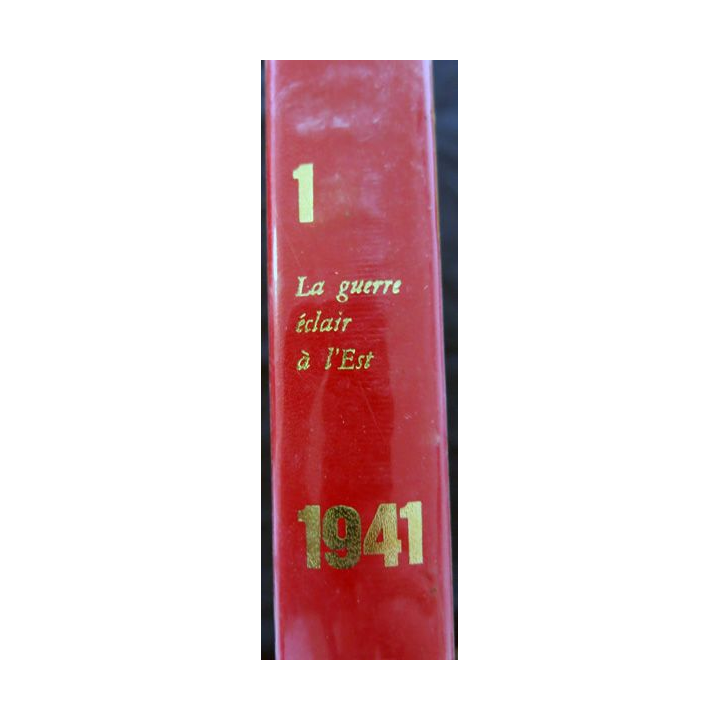 1
La guerre
éclair
à l'Est
1941